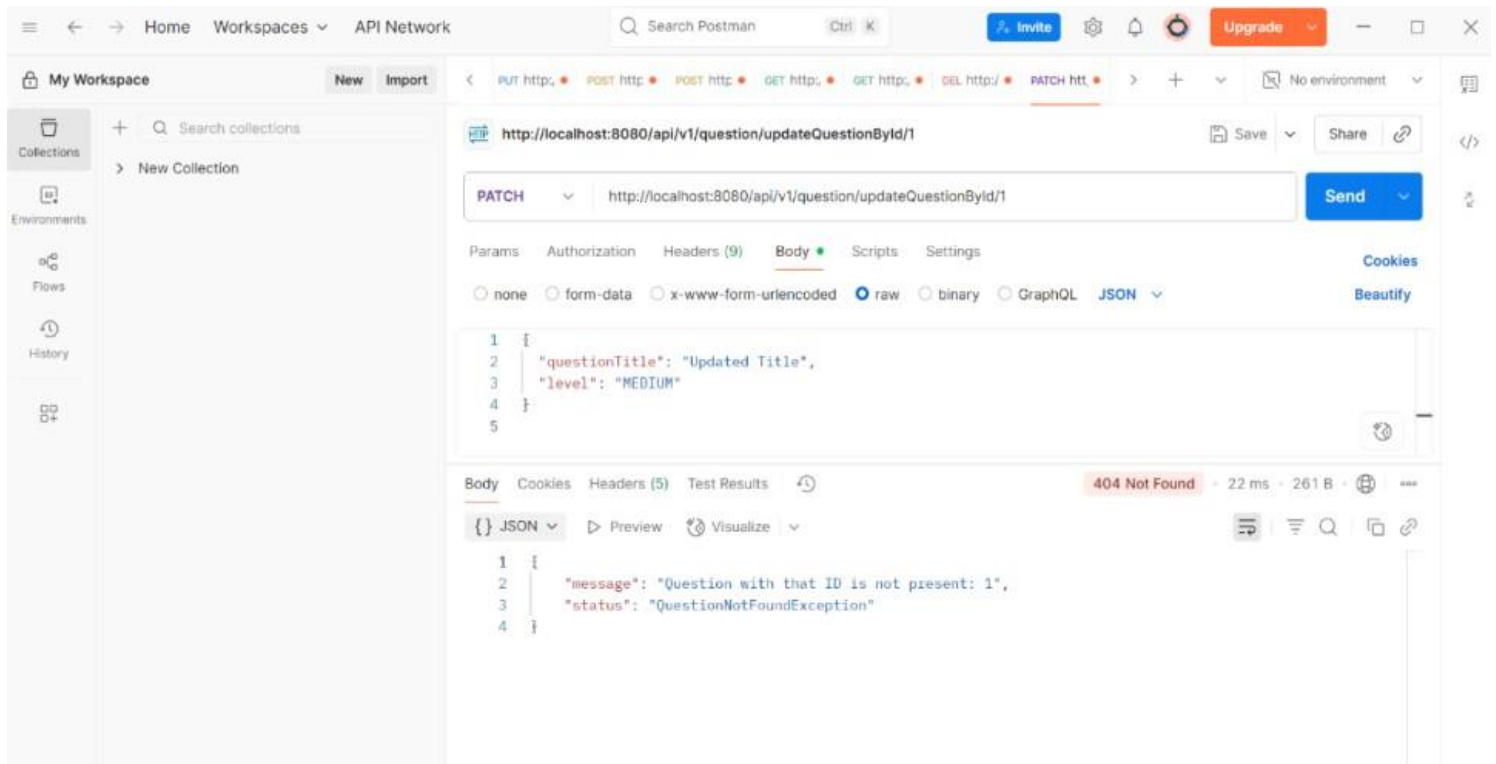 Home Workspaces API Network Search Postman Ctrl K Invite Upgrade
My Workspace New Import PUT http:, POST http POST http GET http:, GET http:, DEL http:/ PATCH htt, No environment
Collections
Search collections
New Collection
Environments
Flows
History
HTTP http://localhost:8080/api/v1/question/updateQuestionById/1 Save Share
PATCH http://localhost:8080/api/v1/question/updateQuestionById/1 Send
Params Authorization Headers (9) Body Scripts Settings Cookies
none form-data x-www-form-urlencoded raw binary GraphQL JSON Beautify
1 {
2 "questionTitle": "Updated Title",
3 "level": "MEDIUM"
4 }
5
Body Cookies Headers (5) Test Results 404 Not Found 22 ms 261 B
{} JSON Preview Visualize
1 {
2 "message": "Question with that ID is not present: 1",
3 "status": "QuestionNotFoundException"
4 }